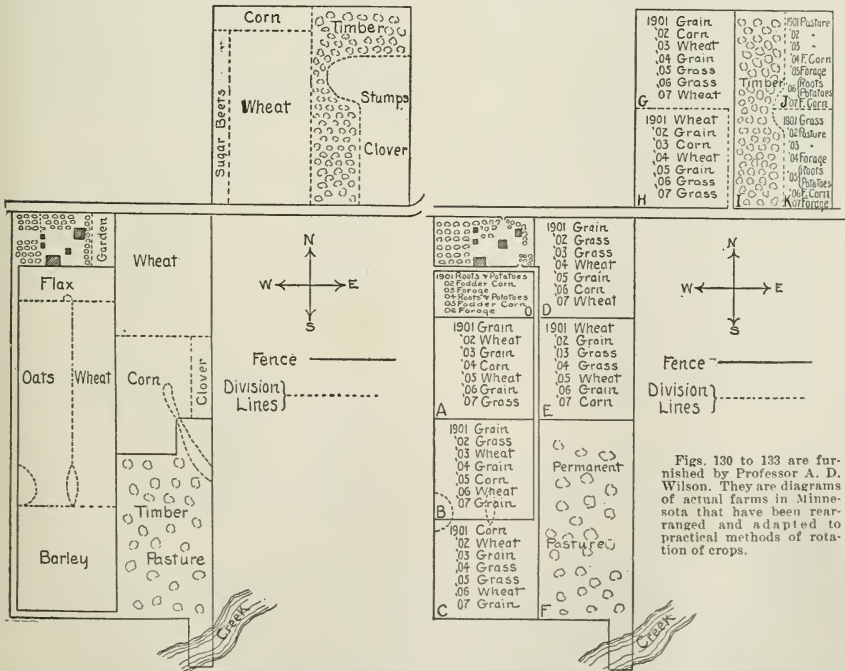 Corn
Timber
Sugar Beets
Wheat
Stumps
Clover
Garden
Wheat
Flax
Oats
Wheat
Corn
Clover
Timber
Pasture
Barley
Creek
N
W E
S
Fence
Division
Lines}
1901 Grain
'02 Corn
'03 Wheat
'04 Grain
'05 Grass
'06 Grass
'07 Wheat
G
1901 Wheat
'02 Grain
'03 Corn
'04 Wheat
'05 Grain
'06 Grass
07 Grass
H
Timber
I
1901 Pasture
'02 "
'03 "
'04 F. Corn
'05 Forage
06 {Roots
Potatoes
J '07 F. Corn
1901 Grass
'02 Pasture
'03 "
'04 Forage
'05 {Roots
Potatoes
'06 F. Corn
K 07 Forage
1901 Roots & Potatoes
02 Fodder Corn
03 Forage
04 Roots & Potatoes
05 Fodder Corn
06 Forage
O
1901 Grain
'02 Wheat
'03 Grain
'04 Corn
'05 Wheat
'06 Grain
'07 Grass
A
1901 Grain
'02 Grass
'03 Wheat
'04 Grain
'05 Corn
'06 Wheat
'07 Grain
B
1901 Corn
'02 Wheat
'03 Grain
'04 Grass
'05 Grass
'06 Wheat
07 Grain
C
1901 Grain
'02 Grass
'03 Grass
'04 Wheat
'05 Grain
'06 Corn
'07 Wheat
D
1901 Wheat
'02 Grain
'03 Grass
'04 Grass
'05 Wheat
'06 Grain
'07 Corn
E
Permanent
Pasture
F
Creek
N
W E
S
Fence
Division
Lines}
Figs. 130 to 133 are fur-
nished by Professor A. D.
Wilson. They are diagrams
of actual farms in Minne-
sota that have been rear-
ranged and adapted to
practical methods of rota-
tion of crops.